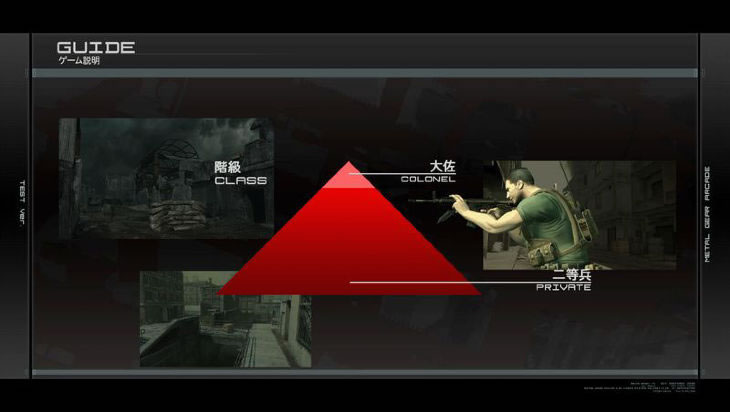 GUIDE
ゲーム説明
階級
CLASS
大佐
COLONEL
二等兵
PRIVATE
TEST Ver.
METAL GEAR ARCADE